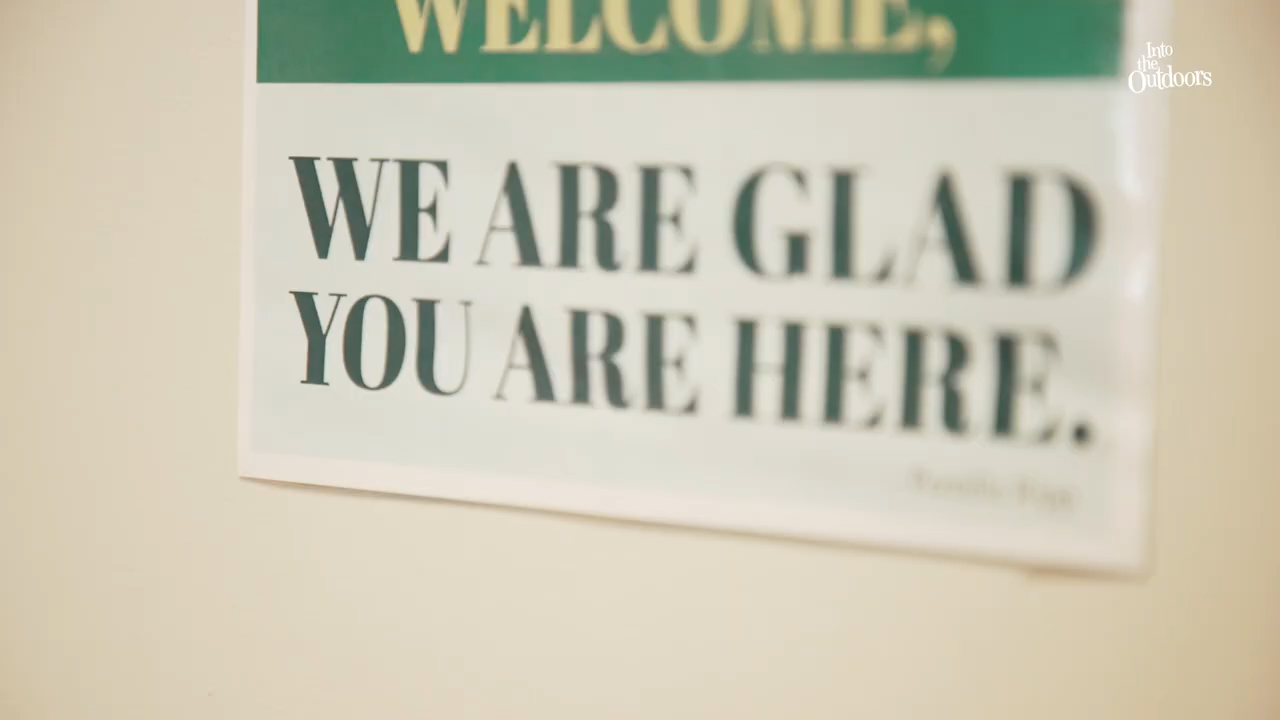 WELCOME,
WE ARE GLAD
YOU ARE HERE.
Into
the
Outdoors